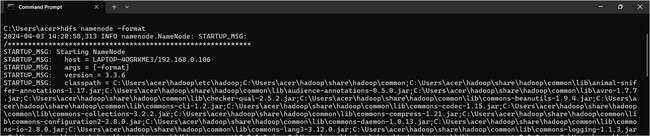 Command Prompt
C:\Users\acer>hdfs namenode -format
2024-04-03 14:20:58,313 INFO namenode.NameNode: STARTUP_MSG:
/************************************************************
STARTUP_MSG: Starting NameNode
STARTUP_MSG:   host = LAPTOP-4OGRKME3/192.168.0.106
STARTUP_MSG:   args = [-format]
STARTUP_MSG:   version = 3.3.6
STARTUP_MSG:   classpath = C:\Users\acer\hadoop\etc\hadoop;C:\Users\acer\hadoop\share\hadoop\common;C:\Users\acer\hadoop\share\hadoop\common\lib\animal-snif
fer-annotations-1.17.jar;C:\Users\acer\hadoop\share\hadoop\common\lib\audience-annotations-0.5.0.jar;C:\Users\acer\hadoop\share\hadoop\common\lib\avro-1.7.7
.jar;C:\Users\acer\hadoop\share\hadoop\common\lib\checker-qual-2.5.2.jar;C:\Users\acer\hadoop\share\hadoop\common\lib\commons-beanutils-1.9.4.jar;C:\Users\a
cer\hadoop\share\hadoop\common\lib\commons-cli-1.2.jar;C:\Users\acer\hadoop\share\hadoop\common\lib\commons-codec-1.15.jar;C:\Users\acer\hadoop\share\hadoop
\common\lib\commons-collections-3.2.2.jar;C:\Users\acer\hadoop\share\hadoop\common\lib\commons-compress-1.21.jar;C:\Users\acer\hadoop\share\hadoop\common\li
b\commons-configuration2-2.8.0.jar;C:\Users\acer\hadoop\share\hadoop\common\lib\commons-daemon-1.0.13.jar;C:\Users\acer\hadoop\share\hadoop\common\lib\commo
ns-io-2.8.0.jar;C:\Users\acer\hadoop\share\hadoop\common\lib\commons-lang3-3.12.0.jar;C:\Users\acer\hadoop\share\hadoop\common\lib\commons-logging-1.1.3.jar